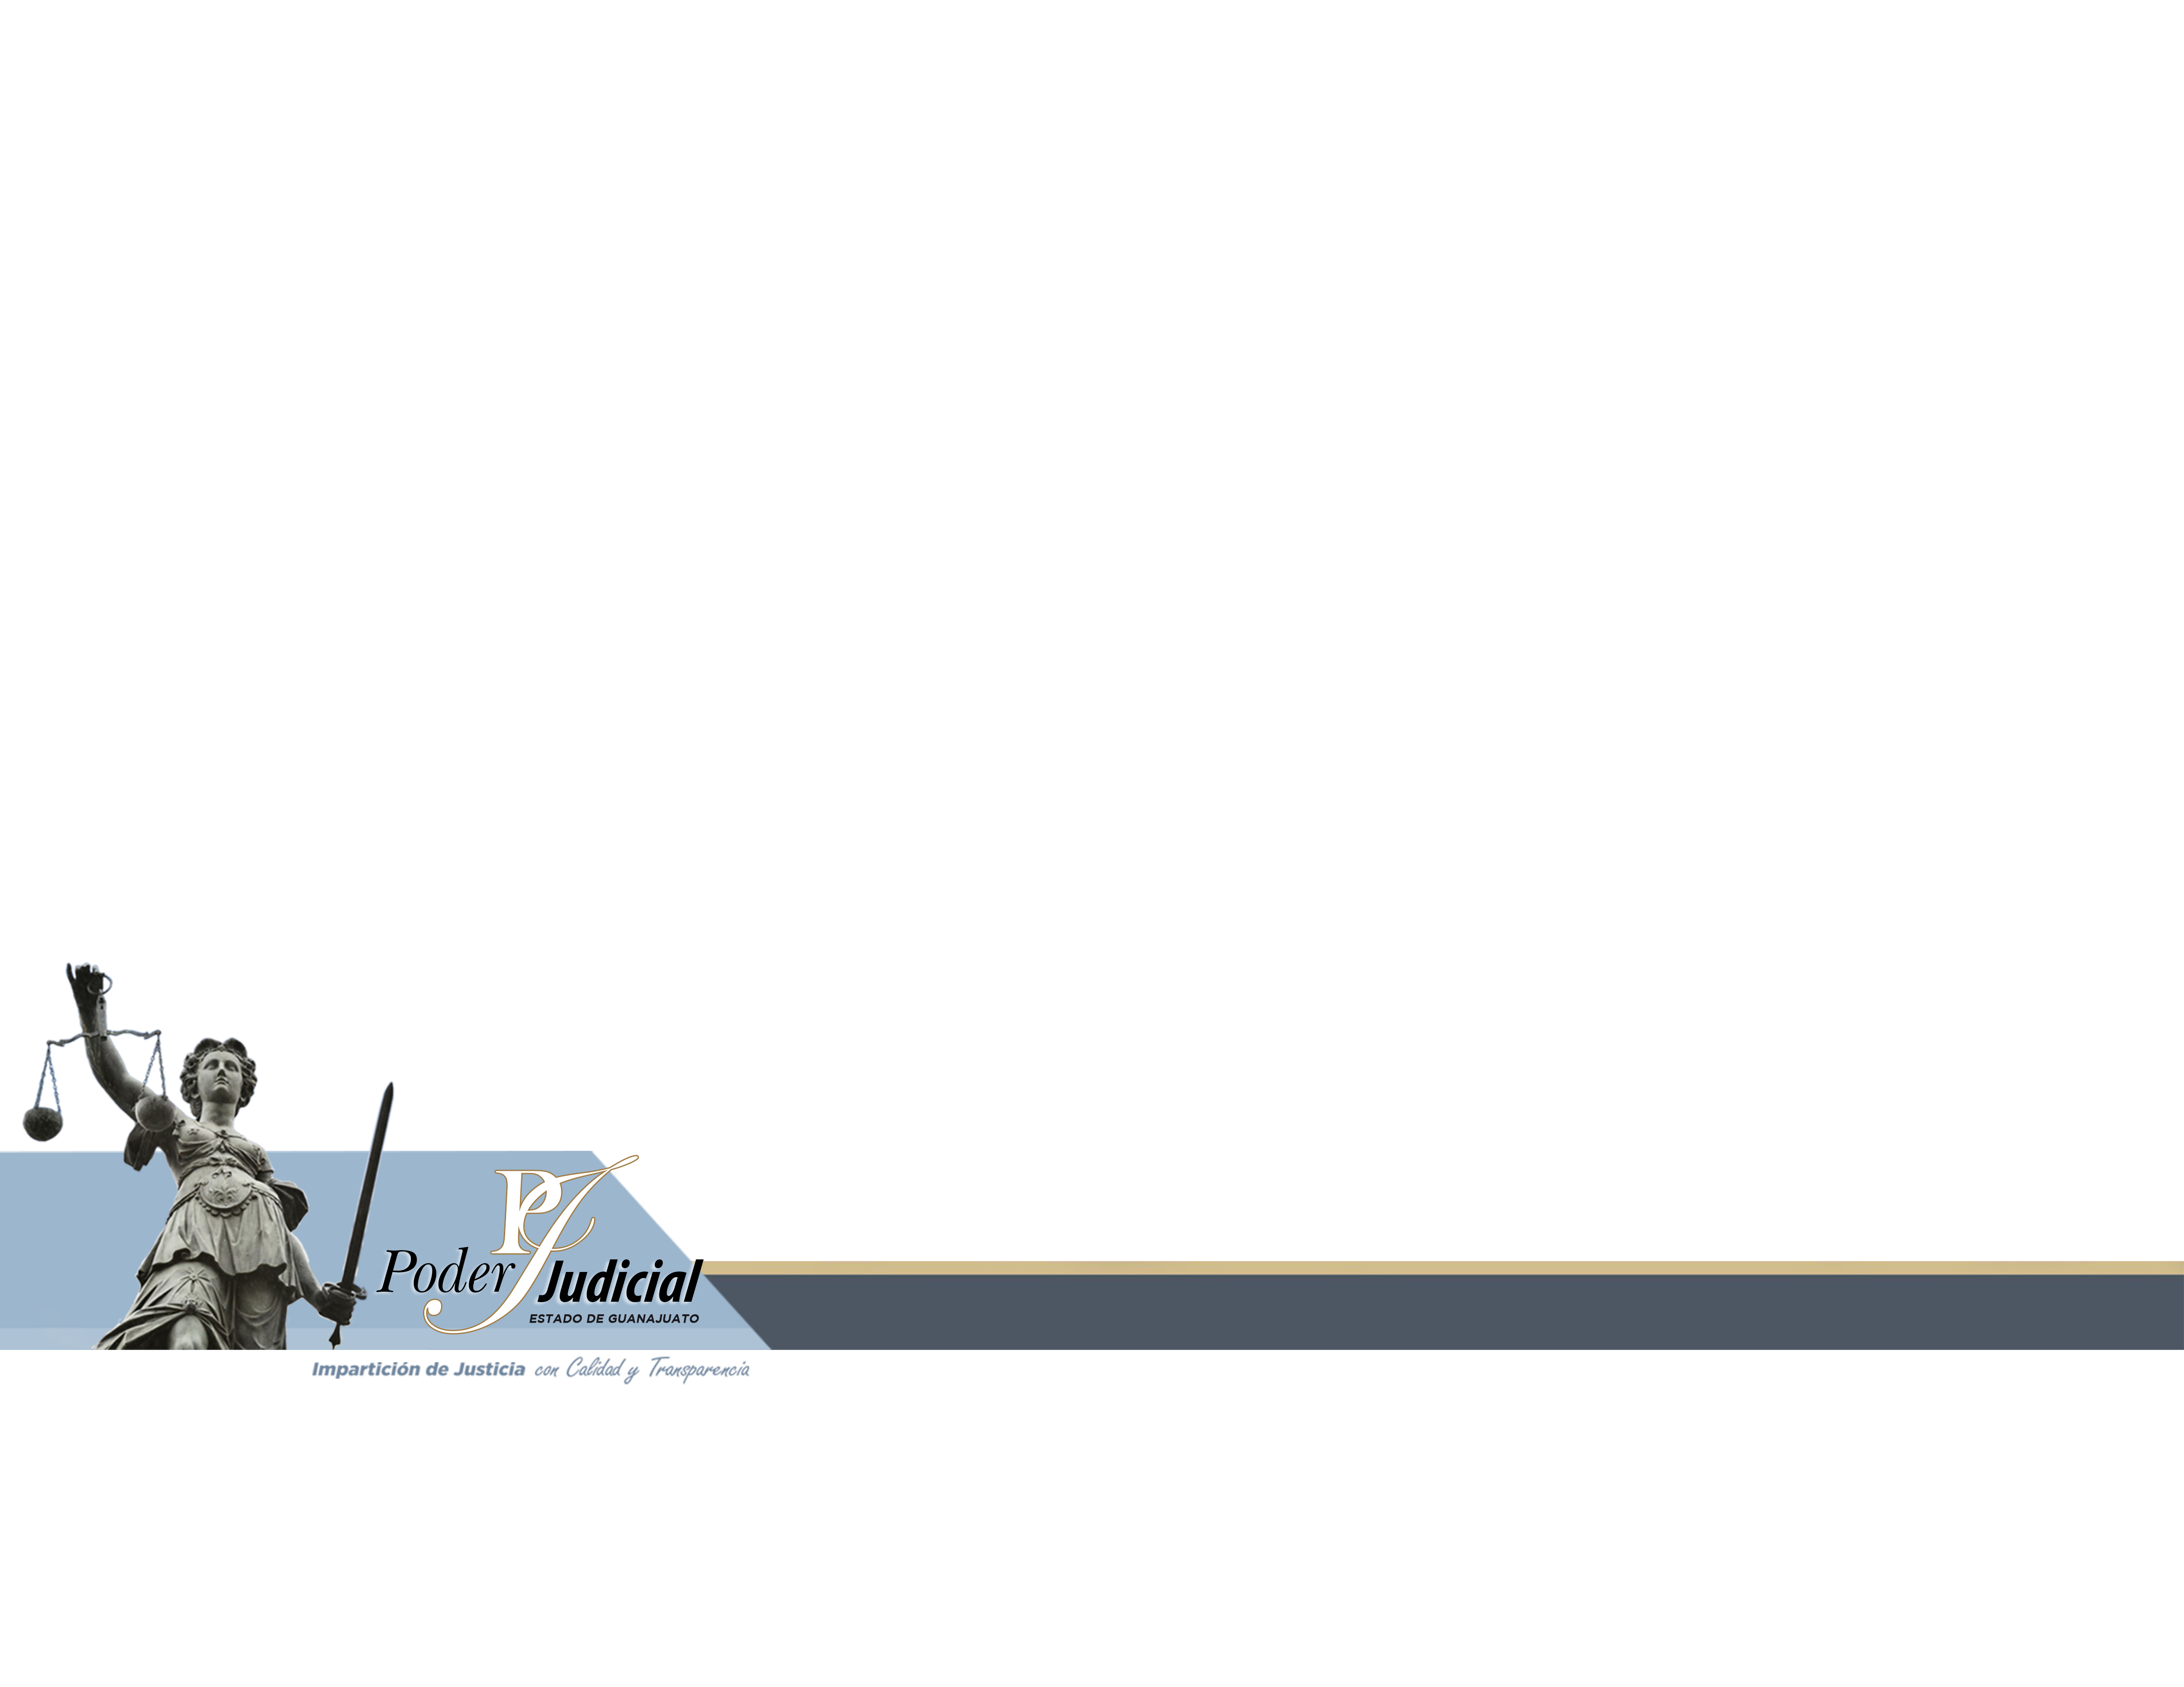 PJ
Poder Judicial
ESTADO DE GUANAJUATO
Impartición de Justicia con Calidad y Transparencia